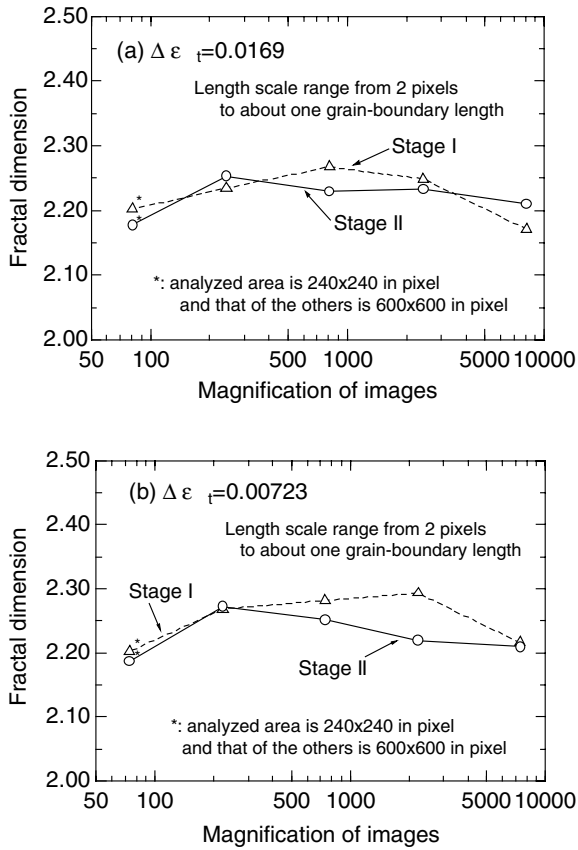 2.50
(a) Δ ε t=0.0169
2.40
Length scale range from 2 pixels
to about one grain-boundary length
2.30
Stage I
Fractal dimension
*
2.20
*
Stage II
2.10
*: analyzed area is 240x240 in pixel
and that of the others is 600x600 in pixel
2.00
50 100 500 1000 5000 10000
Magnification of images
2.50
(b) Δ ε t=0.00723
2.40
Length scale range from 2 pixels
to about one grain-boundary length
2.30
Stage I
Fractal dimension
*
2.20
*
Stage II
2.10
*: analyzed area is 240x240 in pixel
and that of the others is 600x600 in pixel
2.00
50 100 500 1000 5000 10000
Magnification of images